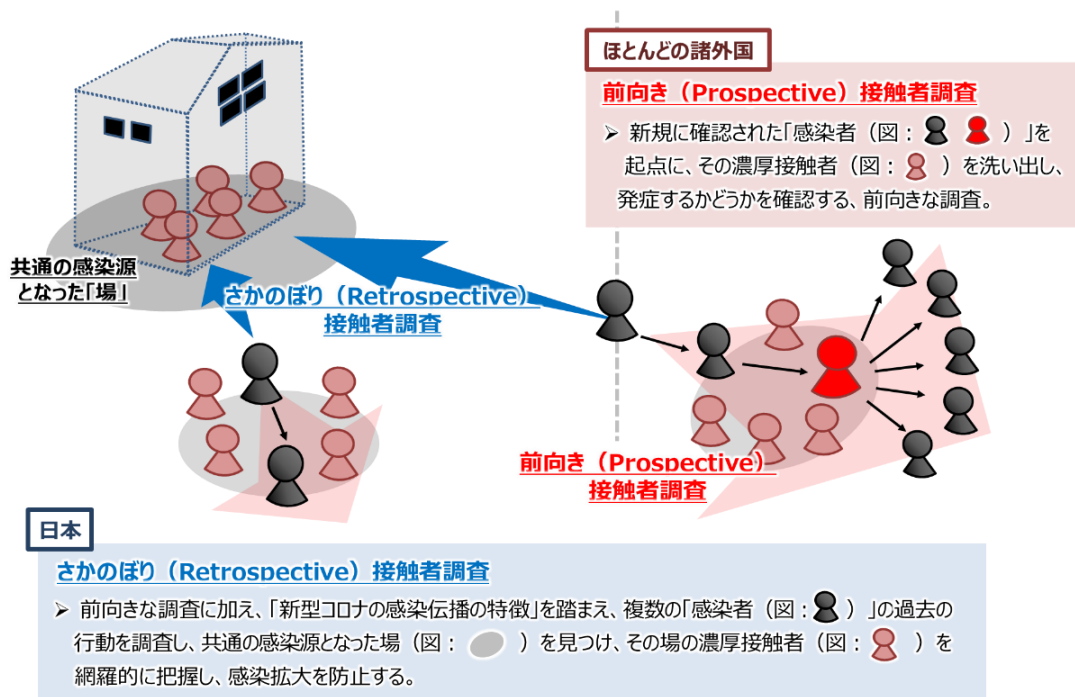 ほとんどの諸外国
前向き（Prospective）接触者調査
➢ 新規に確認された「感染者（図： ）」を
起点に、その濃厚接触者（図： ）を洗い出し、
発症するかどうかを確認する、前向きな調査。
共通の感染源
となった「場」
さかのぼり（Retrospective）
接触者調査
前向き（Prospective）
接触者調査
日本
さかのぼり（Retrospective）接触者調査
➢ 前向きな調査に加え、「新型コロナの感染伝播の特徴」を踏まえ、複数の「感染者（図： ）」の過去の
行動を調査し、共通の感染源となった場（図： ）を見つけ、その場の濃厚接触者（図： ）を
網羅的に把握し、感染拡大を防止する。